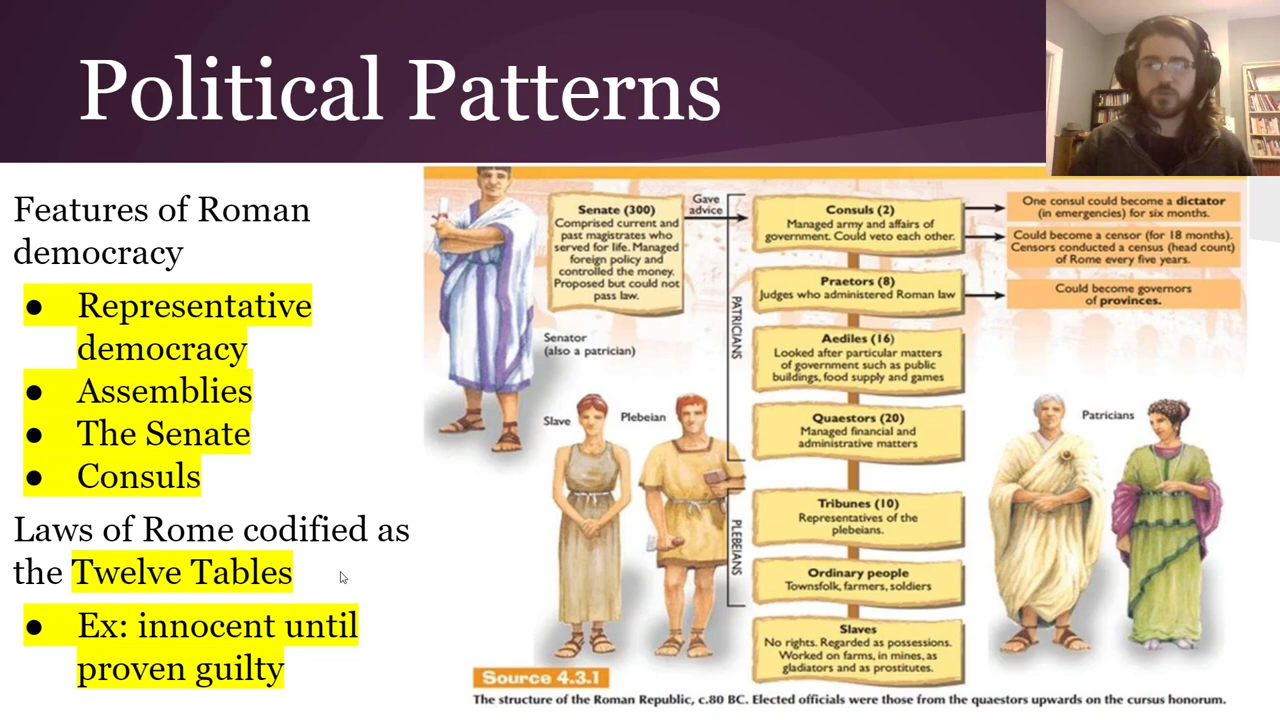 Political Patterns
Features of Roman
democracy
● Representative
democracy
● Assemblies
● The Senate
● Consuls
Laws of Rome codified as
the Twelve Tables
● Ex: innocent until
proven guilty
Senate (300)
Comprised current and
past magistrates who
served for life. Managed
foreign policy and
controlled the money.
Proposed but could not
pass law.
Gave
advice
Senator
(also a patrician)
Slave
Plebeian
PATRICIANS
PLEBEIANS
Consuls (2)
Managed army and affairs of
government. Could veto each other.
Praetors (8)
Judges who administered Roman law
Aediles (16)
Looked after particular matters
of government such as public
buildings, food supply and games
Quaestors (20)
Managed financial and
administrative matters
Tribunes (10)
Representatives of the
plebeians.
Ordinary people
Townsfolk, farmers, soldiers
Slaves
No rights. Regarded as possessions.
Worked on farms, in mines, as
gladiators and as prostitutes.
One consul could become a dictator
(in emergencies) for six months.
Could become a censor (for 18 months).
Censors conducted a census (head count)
of Rome every five years.
Could become governors
of provinces.
Patricians
Source 4.3.1
The structure of the Roman Republic, c.80 BC. Elected officials were those from the quaestors upwards on the cursus honorum.